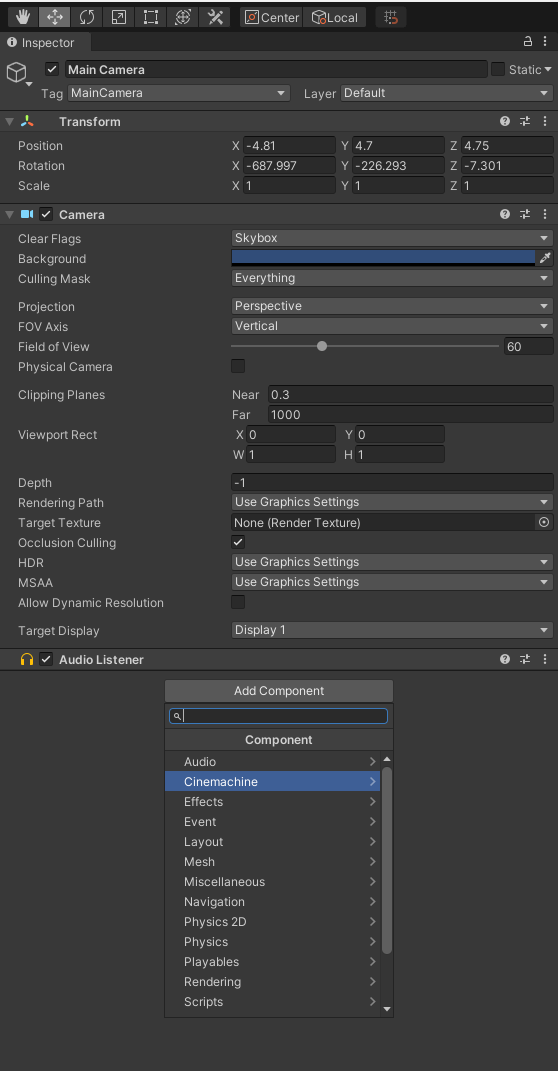 Center Local
Inspector
Main Camera Static
Tag MainCamera Layer Default
Transform
Position X -4.81 Y 4.7 Z 4.75
Rotation X -687.997 Y -226.293 Z -7.301
Scale X 1 Y 1 Z 1
Camera
Clear Flags Skybox
Background
Culling Mask Everything
Projection Perspective
FOV Axis Vertical
Field of View 60
Physical Camera
Clipping Planes Near 0.3
Far 1000
Viewport Rect X 0 Y 0
W 1 H 1
Depth -1
Rendering Path Use Graphics Settings
Target Texture None (Render Texture)
Occlusion Culling
HDR Use Graphics Settings
MSAA Use Graphics Settings
Allow Dynamic Resolution
Target Display Display 1
Audio Listener
Add Component
Component
Audio
Cinemachine
Effects
Event
Layout
Mesh
Miscellaneous
Navigation
Physics 2D
Physics
Playables
Rendering
Scripts